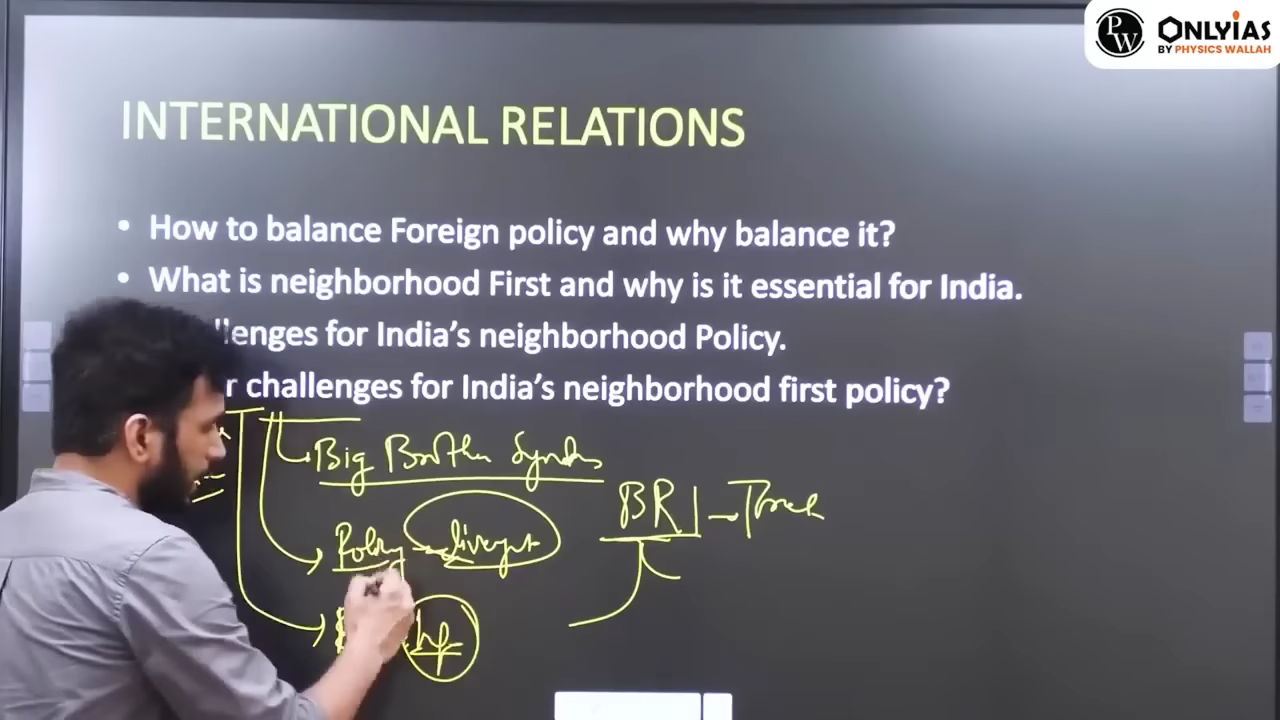 PW ONLYIAS
BY PHYSICS WALLAH
INTERNATIONAL RELATIONS
• How to balance Foreign policy and why balance it?
• What is neighborhood First and why is it essential for India.
llenges for India's neighborhood Policy.
r challenges for India's neighborhood first policy?
Big
BRI
Policy